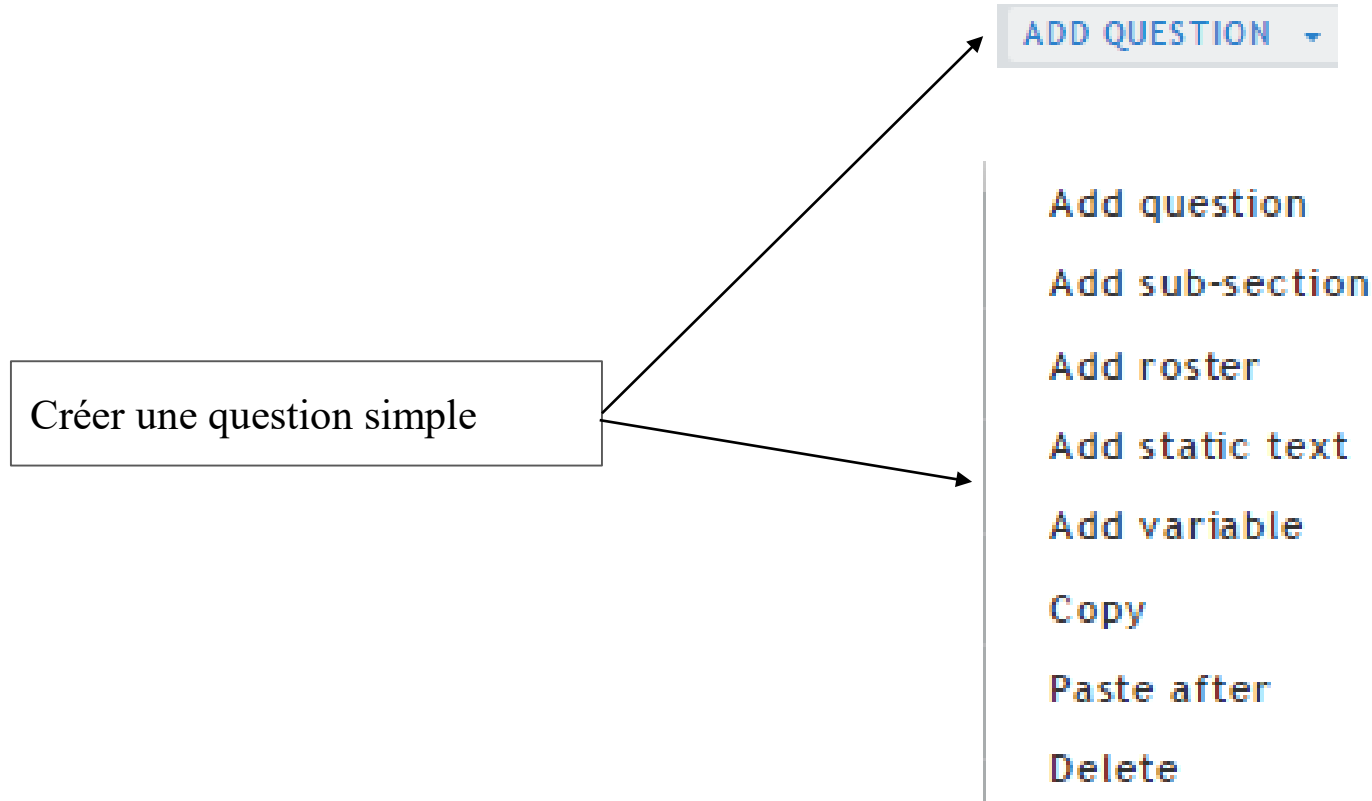 ADD QUESTION
Add question
Add sub-section
Add roster
Créer une question simple
Add static text
Add variable
Copy
Paste after
Delete